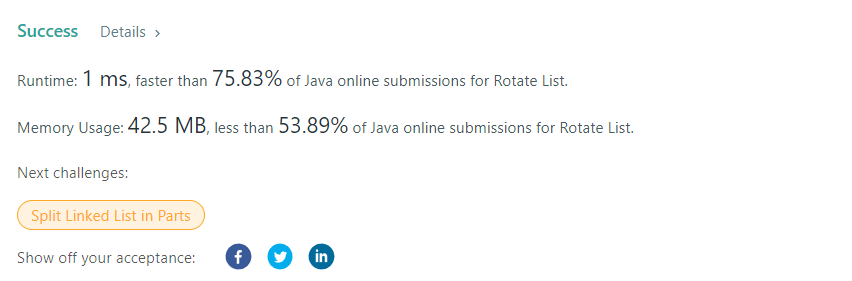 Success Details >
Runtime: 1 ms, faster than 75.83% of Java online submissions for Rotate List.
Memory Usage: 42.5 MB, less than 53.89% of Java online submissions for Rotate List.
Next challenges:
Split Linked List in Parts
Show off your acceptance: f in